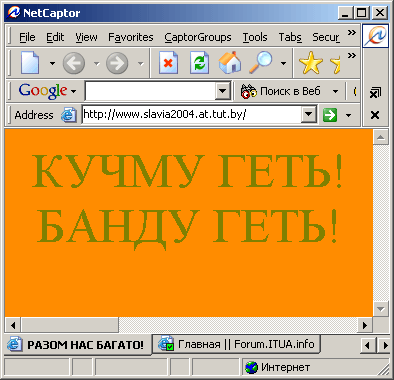 NetCaptor
File Edit View Favorites CaptorGroups Tools Tabs Secur »
Google Поиск в Веб »
Address http://www.slavia2004.at.tut.by/
КУЧМУ ГЕТЬ!
БАНДУ ГЕТЬ!
РАЗОМ НАС БАГАТО! Главная || Forum.ITUA.info
Интернет